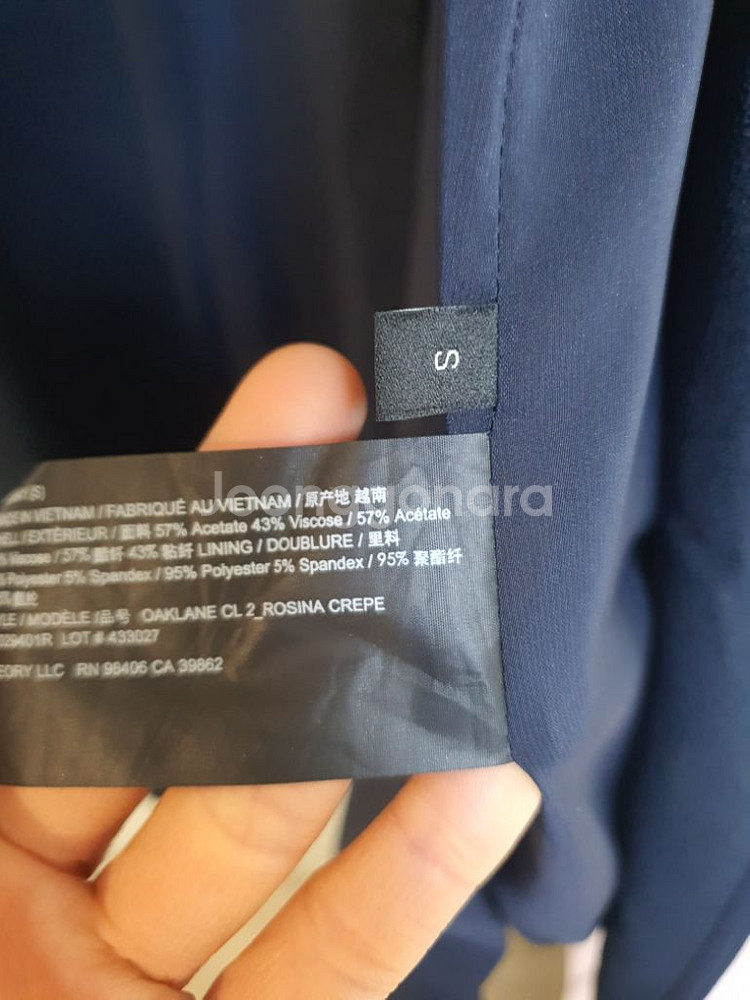 S
VIETNAM / FABRIQUÉ AU VIETNAM / 原产地 越南
/ EXTÉRIEUR / 面料 57% Acetate 43% Viscose / 57% Acétate
/ 57% 醋纤 43% 粘纤 LINING / DOUBLURE / 里料
Polyester 5% Spandex / 95% Polyester 5% Spandex / 95% 聚酯纤
/ MODÈLE /品号 OAKLANE CL 2_ROSINA CREPE
LOT # 433027
LLC RN 96406 CA 39862